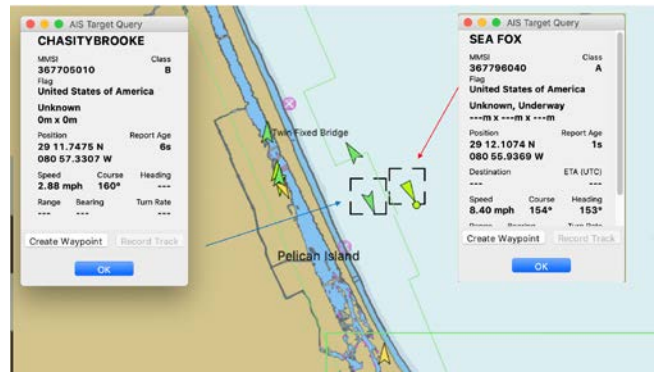 AIS Target Query
CHASITYBROOKE
MMSI Class
367705010 B
Flag
United States of America
Unknown
0m x 0m
Position Report Age
29 11.7475 N 6s
080 57.3307 W
Speed Course Heading
2.88 mph 160° ---
Range Bearing Turn Rate
--- --- ---
Create Waypoint Record Track
OK
Twin Fixed Bridge
Pelican Island
AIS Target Query
SEA FOX
MMSI Class
367796040 A
Flag
United States of America
Unknown, Underway
---m x ---m x ---m
Position Report Age
29 12.1074 N 1s
080 55.9369 W
Destination ETA (UTC)
--- ---
Speed Course Heading
8.40 mph 154° 153°
Range Bearing Turn Rate
Create Waypoint Record Track
OK